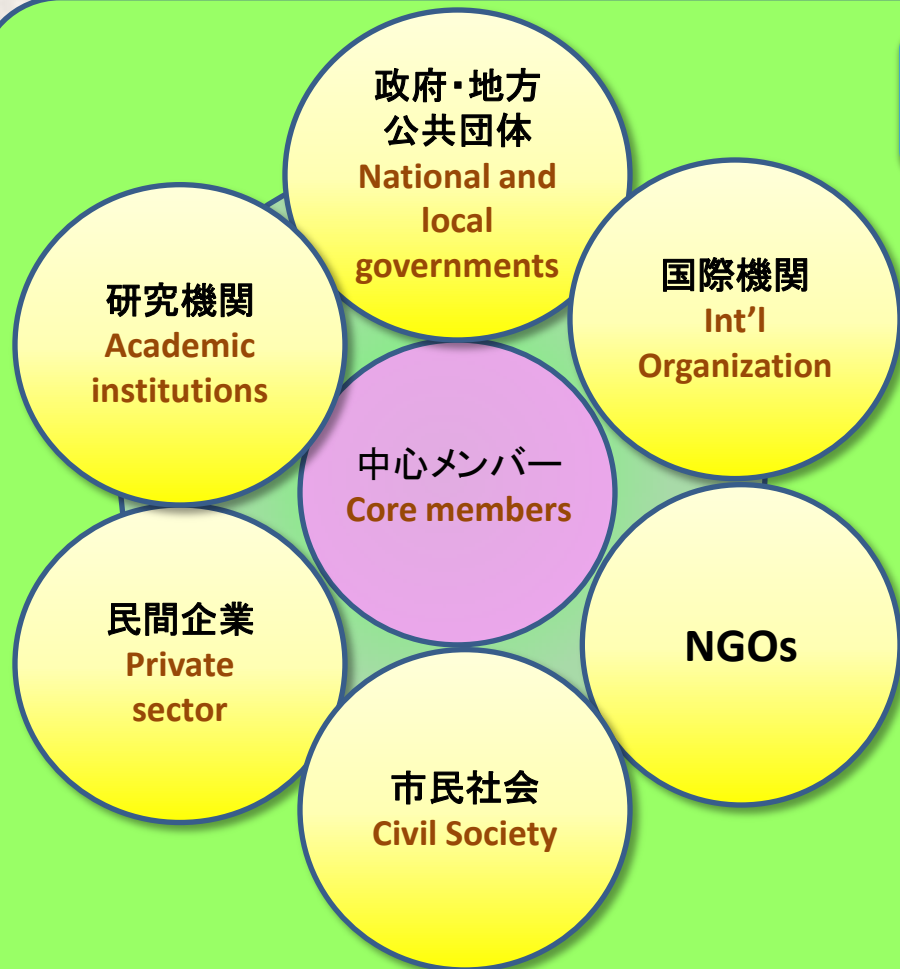 政府・地方
公共団体
National and
local
governments
国際機関
Int’l
Organization
研究機関
Academic
institutions
中心メンバー
Core members
民間企業
Private
sector
NGOs
市民社会
Civil Society